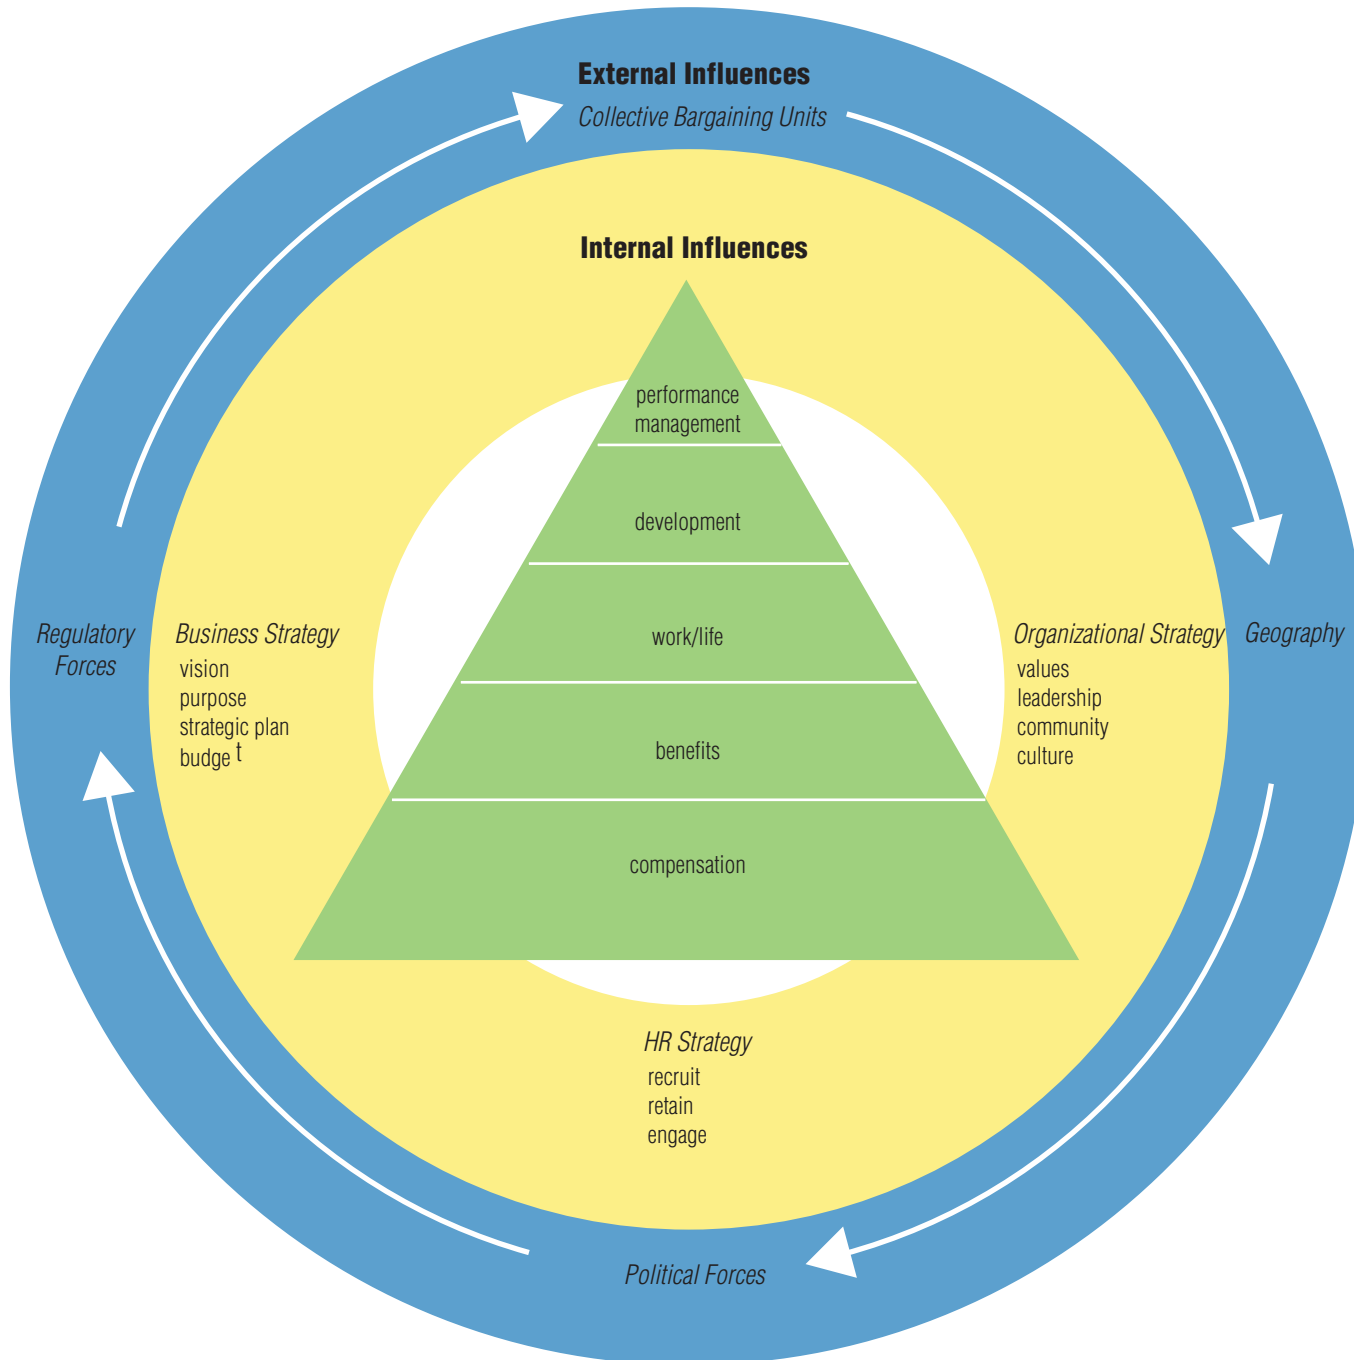 External Influences
Collective Bargaining Units
Internal Influences
performance
management
development
work/life
benefits
compensation
Regulatory
Forces
Business Strategy
vision
purpose
strategic plan
budget
Organizational Strategy
values
leadership
community
culture
Geography
HR Strategy
recruit
retain
engage
Political Forces